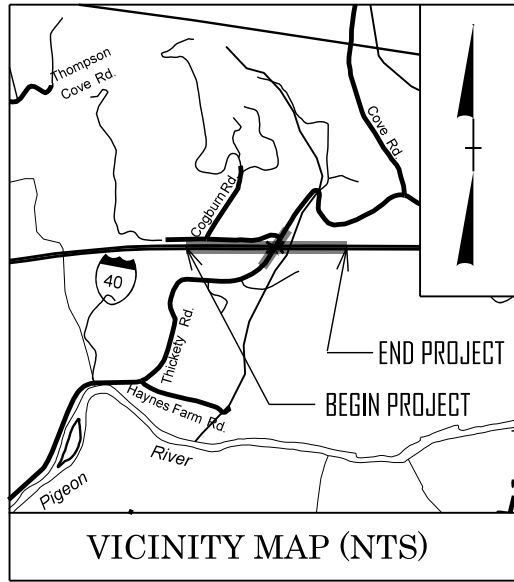 Thompson
Cove Rd.
Cove Rd.
Cogburn Rd.
40
Thickety Rd.
END PROJECT
Haynes Farm Rd.
BEGIN PROJECT
River
Pigeon
VICINITY MAP (NTS)